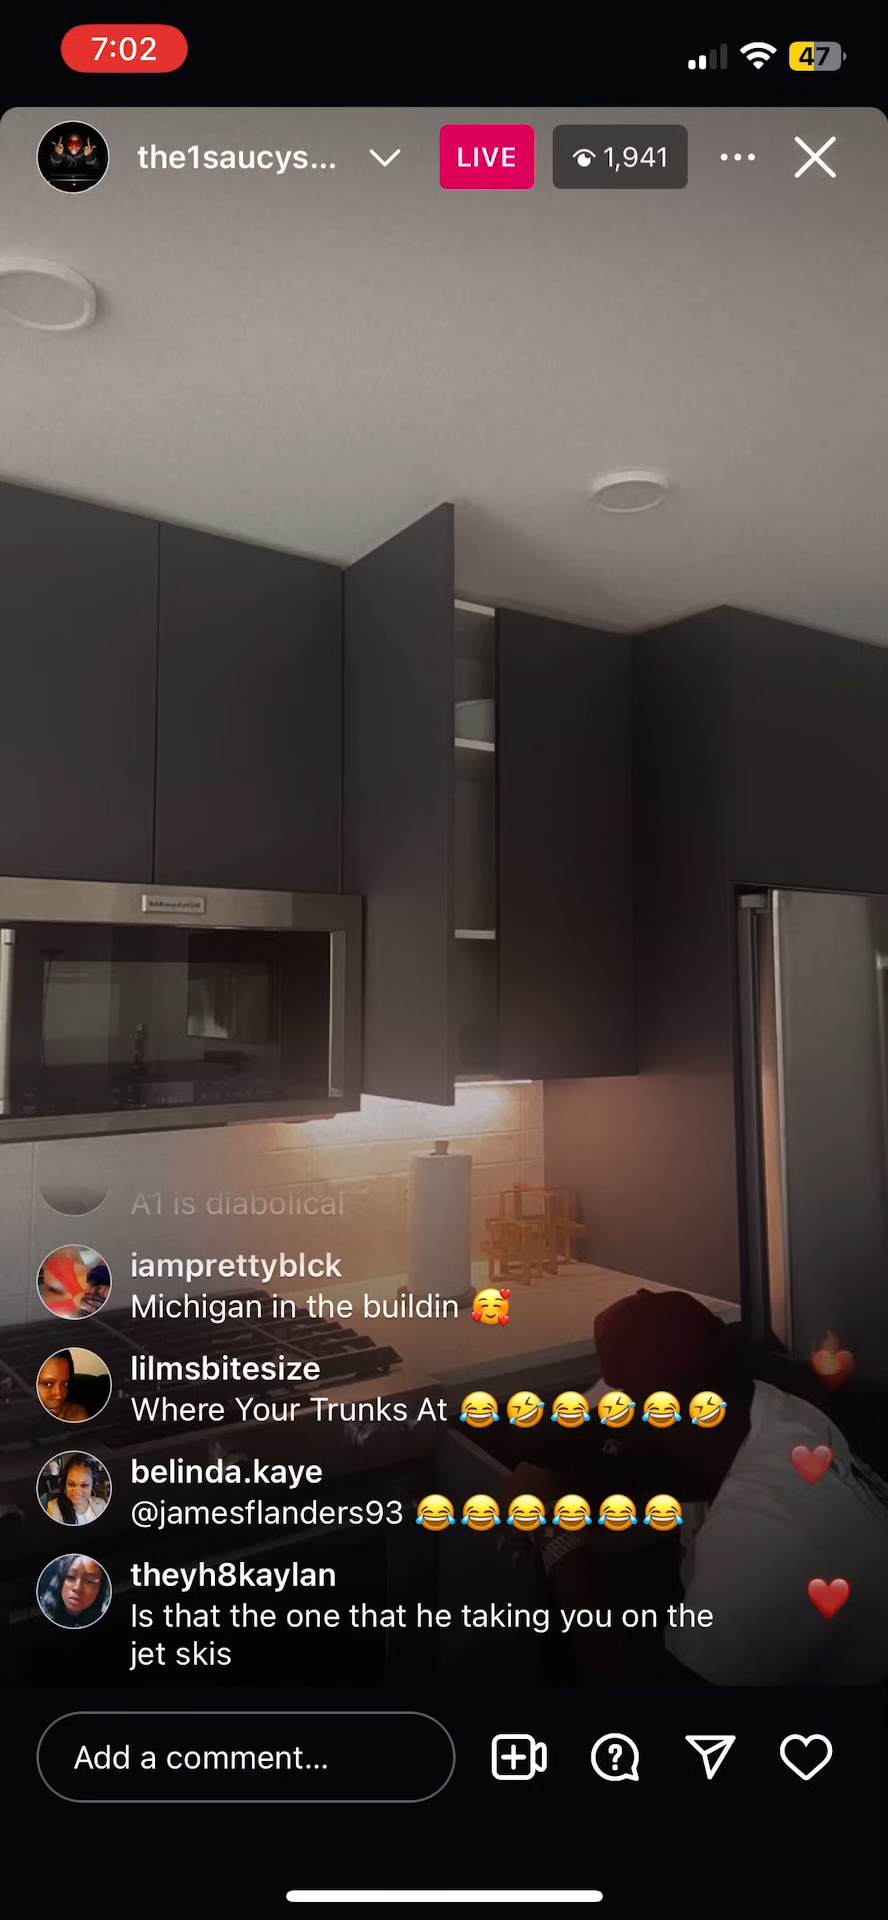 7:02
47
the1saucys...
LIVE
1,941
A1 is diabolical
iamprettyblck
Michigan in the buildin 🥰
lilmsbitesize
Where Your Trunks At 😂🤣😂🤣😂🤣
belinda.kaye
@jamesflanders93 😂😂😂😂😂😂
theyh8kaylan
Is that the one that he taking you on the
jet skis
Add a comment...